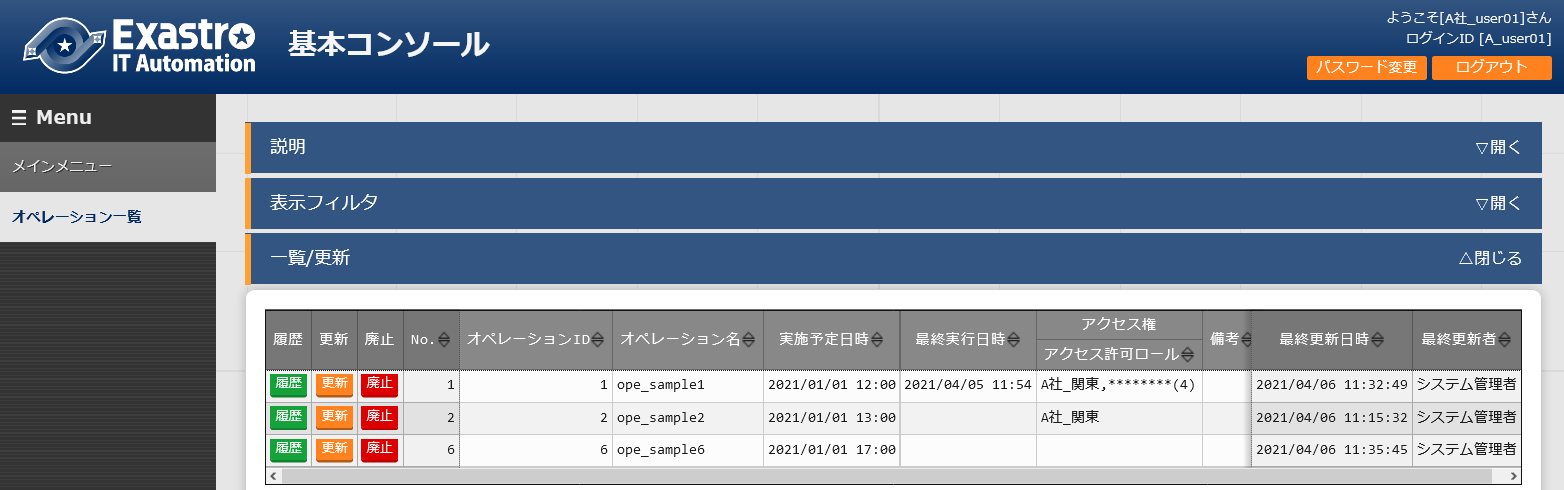 Exastro
IT Automation
基本コンソール
ようこそ[A社_user01]さん
ログインID [A_user01]
パスワード変更 ログアウト
Menu
メインメニュー
オペレーション一覧
説明 ▽開く
表示フィルタ ▽開く
一覧/更新 △閉じる
履歴 更新 廃止 No. オペレーションID オペレーション名 実施予定日時 最終実行日時 アクセス権 備考 最終更新日時 最終更新者
アクセス許可ロール
履歴 更新 廃止 1 1 ope_sample1 2021/01/01 12:00 2021/04/05 11:54 A社_関東,********(4) 2021/04/06 11:32:49 システム管理者
履歴 更新 廃止 2 2 ope_sample2 2021/01/01 13:00 A社_関東 2021/04/06 11:15:32 システム管理者
履歴 更新 廃止 6 6 ope_sample6 2021/01/01 17:00 2021/04/06 11:35:45 システム管理者